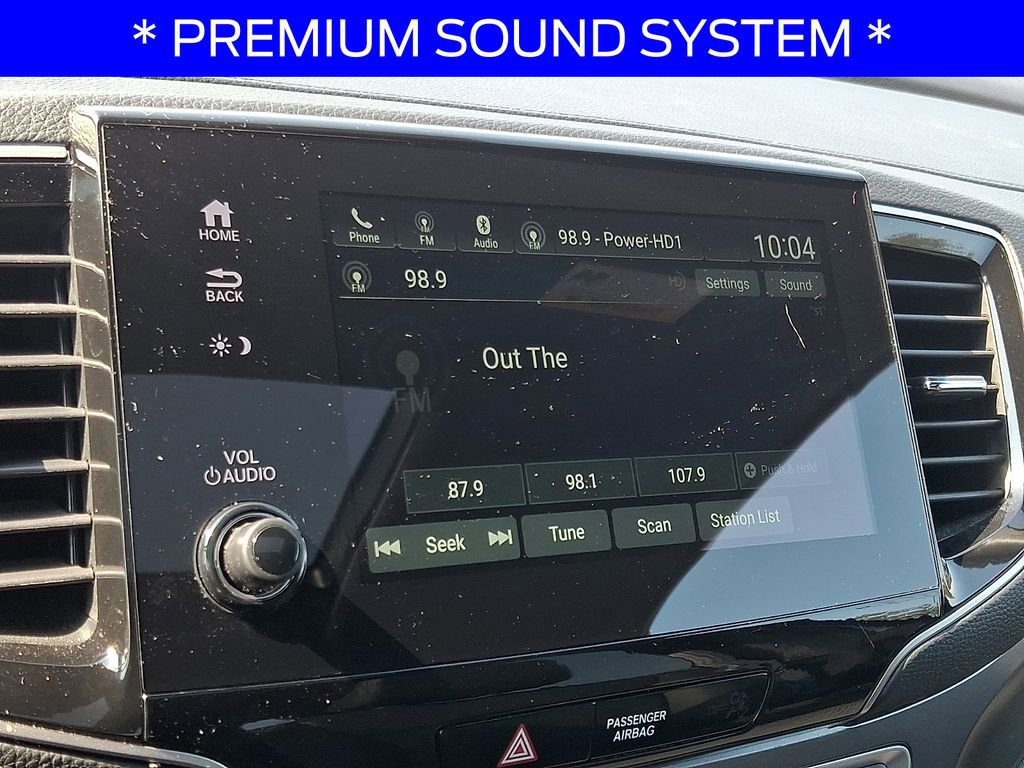 * PREMIUM SOUND SYSTEM *
HOME
BACK
VOL
AUDIO
Phone
FM
Audio
FM
98.9 - Power-HD1
10:04
FM
98.9
HD
Settings
Sound
FM
Out The
87.9
98.1
107.9
Push & Hold
Seek
Tune
Scan
Station List
PASSENGER
AIRBAG